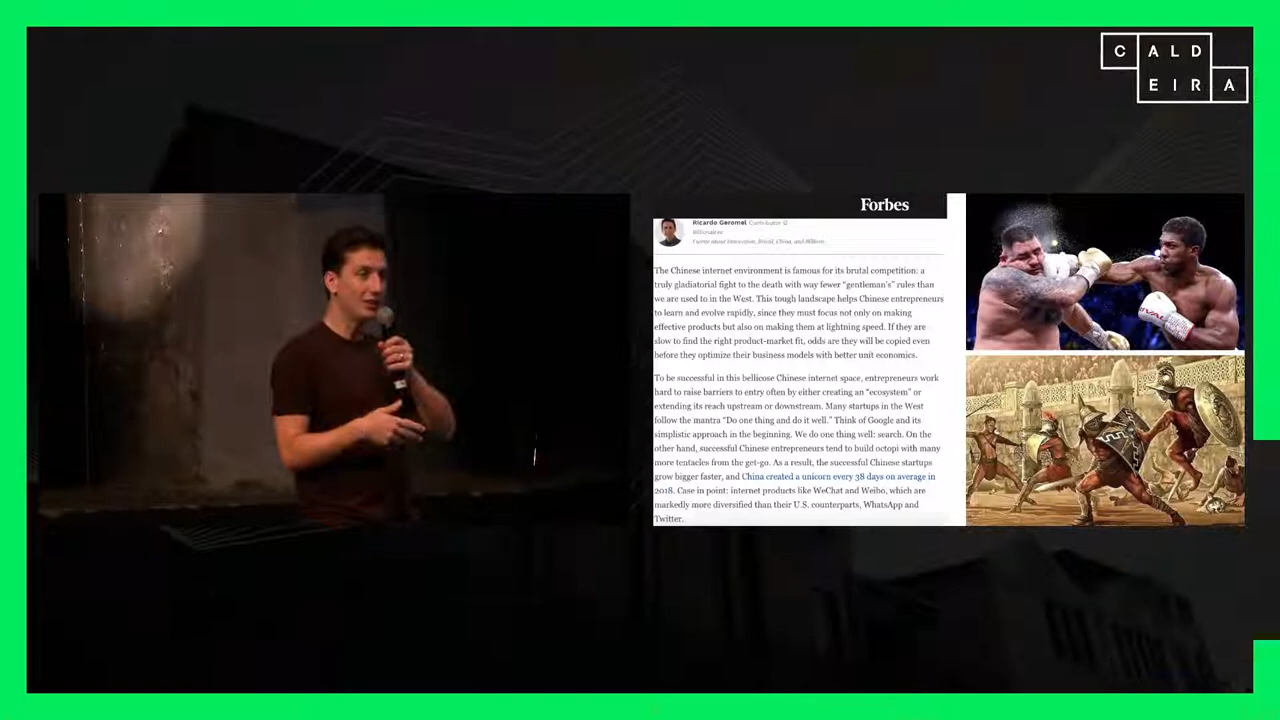 CALD
EIRA
Forbes
Ricardo Geromel Contributor
Billionaires
I write about Innovation, Brazil, China, and Billion..
The Chinese internet environment is famous for its brutal competition: a
truly gladiatorial fight to the death with way fewer “gentleman’s” rules than
we are used to in the West. This tough landscape helps Chinese entrepreneurs
to learn and evolve rapidly, since they must focus not only on making
effective products but also on making them at lightning speed. If they are
slow to find the right product-market fit, odds are they will be copied even
before they optimize their business models with better unit economics.
To be successful in this bellicose Chinese internet space, entrepreneurs work
hard to raise barriers to entry often by either creating an “ecosystem” or
extending its reach upstream or downstream. Many startups in the West
follow the mantra “Do one thing and do it well.” Think of Google and its
simplistic approach in the beginning. We do one thing well: search. On the
other hand, successful Chinese entrepreneurs tend to build octopi with many
more tentacles from the get-go. As a result, the successful Chinese startups
grow bigger faster, and China created a unicorn every 38 days on average in
2018. Case in point: internet products like WeChat and Weibo, which are
markedly more diversified than their U.S. counterparts, WhatsApp and
Twitter.